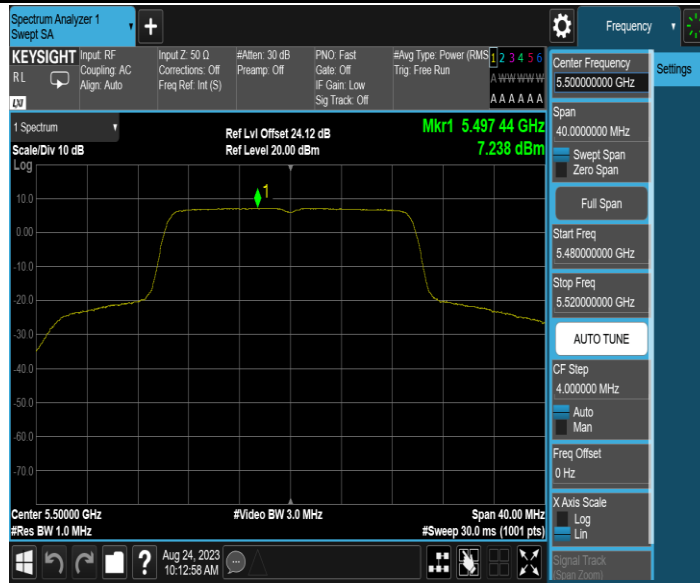 Spectrum Analyzer 1
Swept SA
+
Frequency
KEYSIGHT
RL
LXI
Input: RF
Coupling: AC
Align: Auto
Input Z: 50 Ω
Corrections: Off
Freq Ref: Int (S)
#Atten: 30 dB
Preamp: Off
PNO: Fast
Gate: Off
IF Gain: Low
Sig Track: Off
#Avg Type: Power (RMS
Trig: Free Run
1 2 3 4 5 6
A W W W W W
A A A A A A
1 Spectrum
Scale/Div 10 dB
Log
Ref Lvl Offset 24.12 dB
Ref Level 20.00 dBm
Mkr1 5.497 44 GHz
7.238 dBm
1
10.0
0.00
-10.0
-20.0
-30.0
-40.0
-50.0
-60.0
-70.0
Center 5.50000 GHz
#Res BW 1.0 MHz
#Video BW 3.0 MHz
Span 40.00 MHz
#Sweep 30.0 ms (1001 pts)
?
Aug 24, 2023
10:12:58 AM
Center Frequency
5.500000000 GHz
Settings
Span
40.0000000 MHz
Swept Span
Zero Span
Full Span
Start Freq
5.480000000 GHz
Stop Freq
5.520000000 GHz
AUTO TUNE
CF Step
4.000000 MHz
Auto
Man
Freq Offset
0 Hz
X Axis Scale
Log
Lin
Signal Track
(Span Zoom)